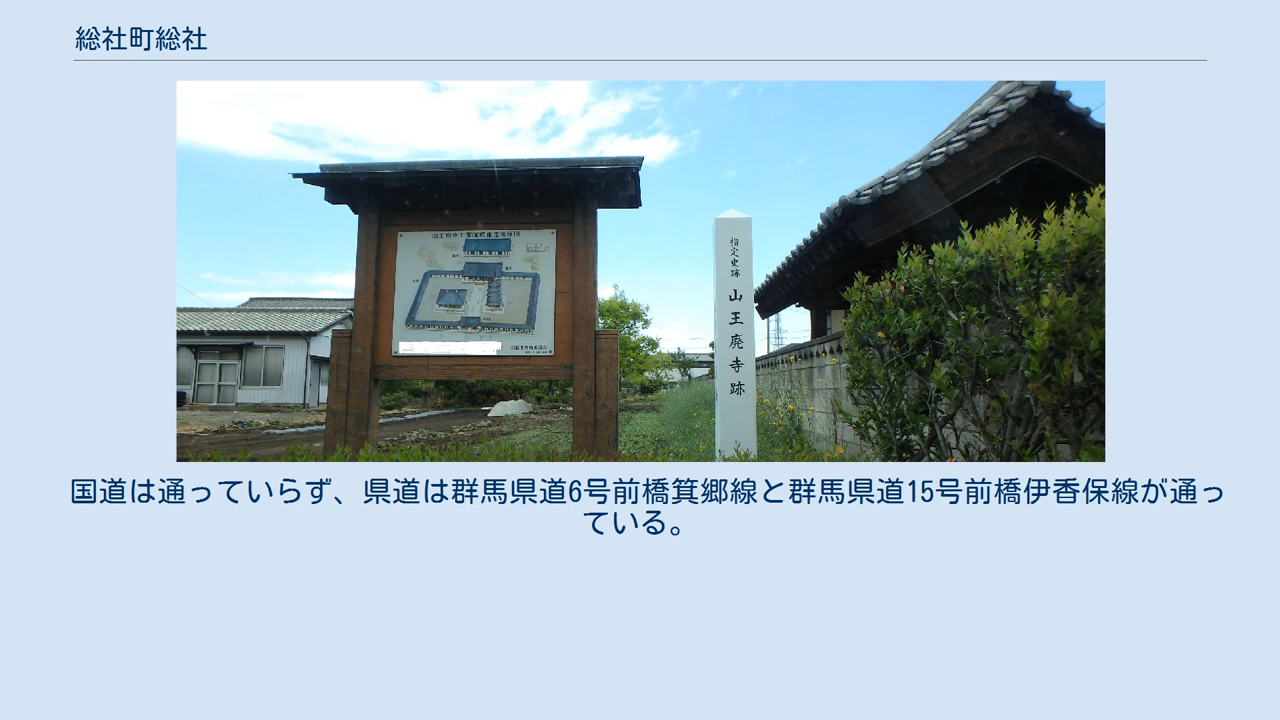 総社町総社
指定史跡 山王廃寺跡
国道は通っていらず、県道は群馬県道6号前橋箕郷線と群馬県道15号前橋伊香保線が通っ
ている。